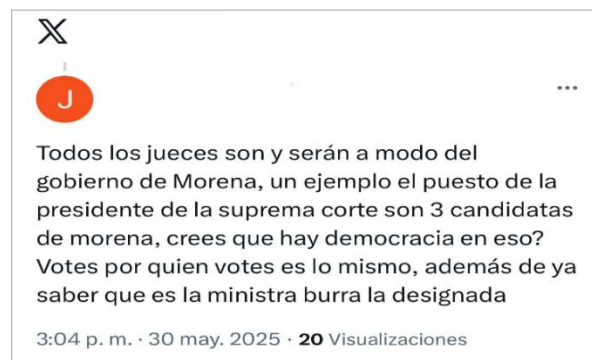 J
Todos los jueces son y serán a modo del
gobierno de Morena, un ejemplo el puesto de la
presidente de la suprema corte son 3 candidatas
de morena, crees que hay democracia en eso?
Votes por quien votes es lo mismo, además de ya
saber que es la ministra burra la designada
3:04 p. m. · 30 may. 2025 · 20 Visualizaciones